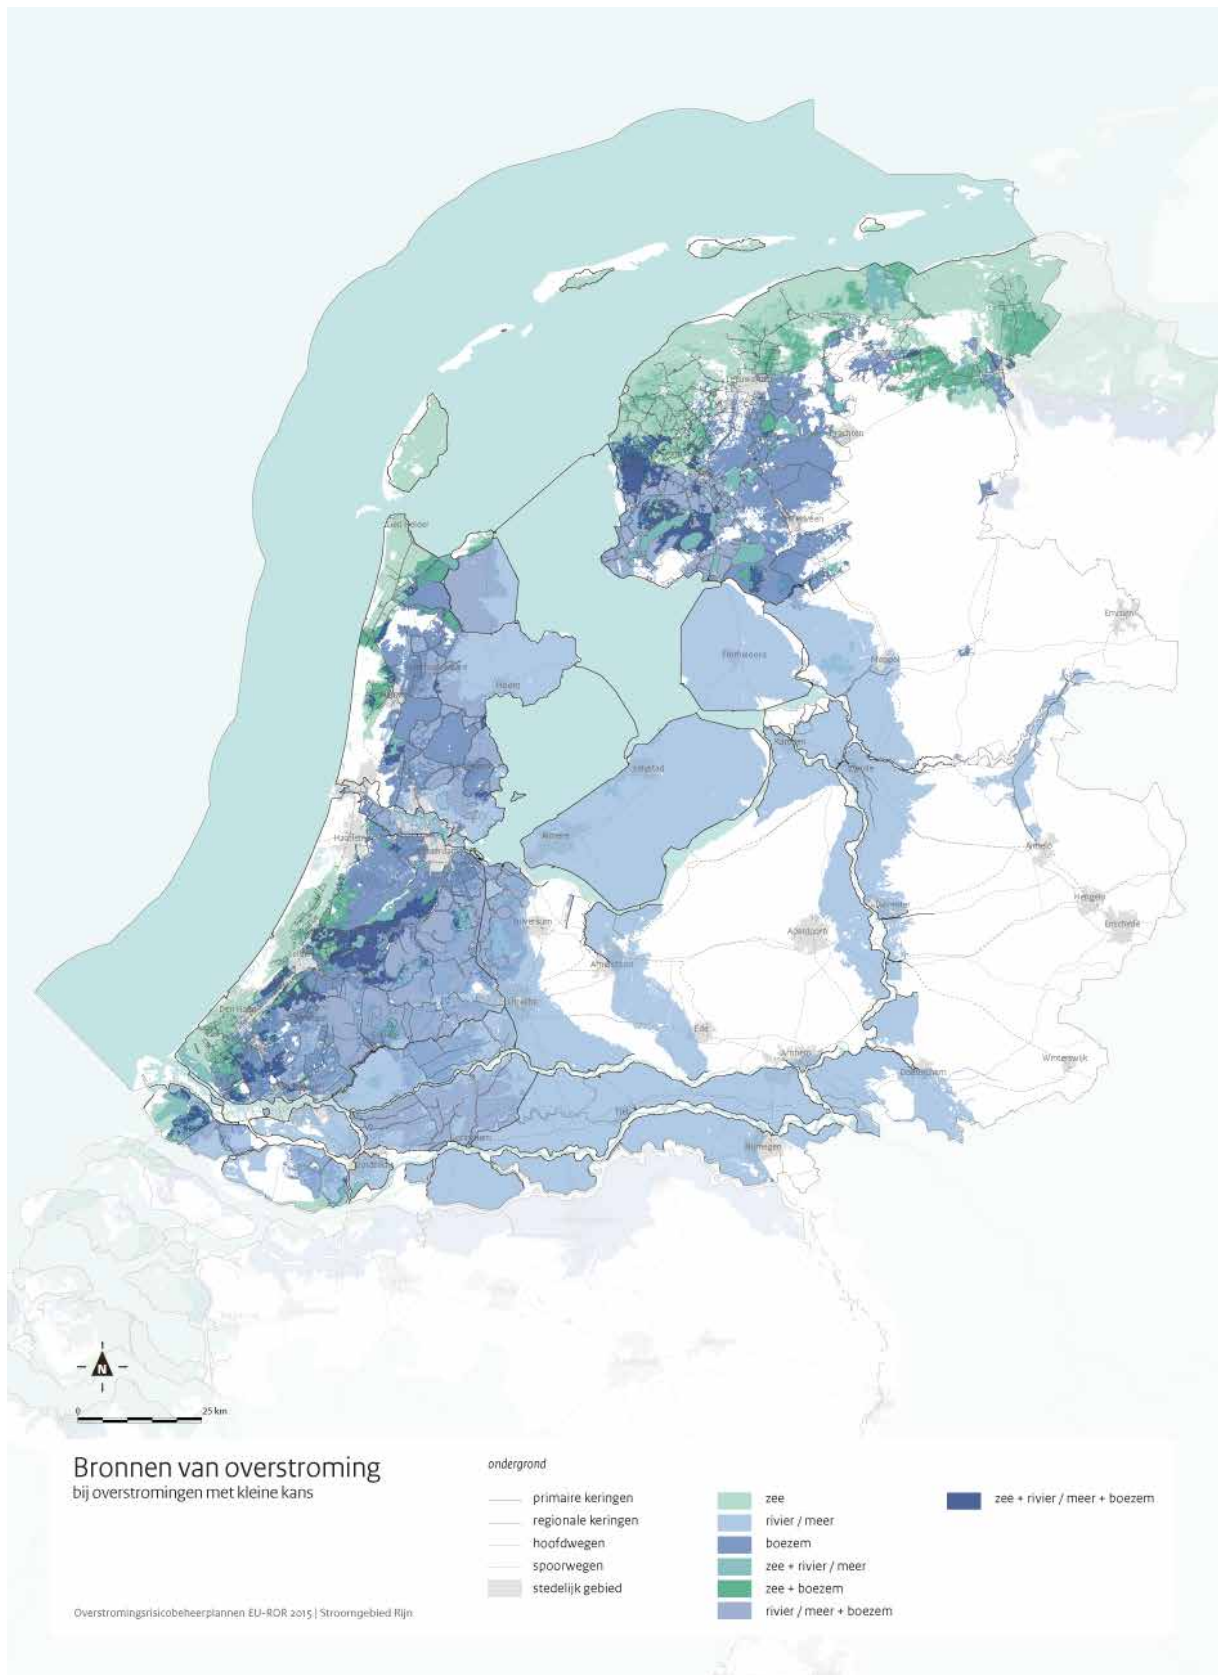 Den Helder
Drachten
Emmen
Emmeloord
Meppel
Hoorn
Kampen
Lelystad
Zwolle
Almere
Haarlem
Almelo
Hengelo
Enschede
Deventer
Hilversum
Apeldoorn
Amersfoort
Utrecht
Den Haag
Ede
Arnhem
Winterswijk
Doetinchem
Tiel
Gorinchem
Nijmegen
Dordrecht
N
0 25 km
Bronnen van overstroming
bij overstromingen met kleine kans
ondergrond
primaire keringen
regionale keringen
hoofdwegen
spoorwegen
stedelijk gebied
zee
rivier / meer
boezem
zee + rivier / meer
zee + boezem
rivier / meer + boezem
zee + rivier / meer + boezem
Overstromingsrisicobeheerplannen EU-ROR 2015 | Stroomgebied Rijn